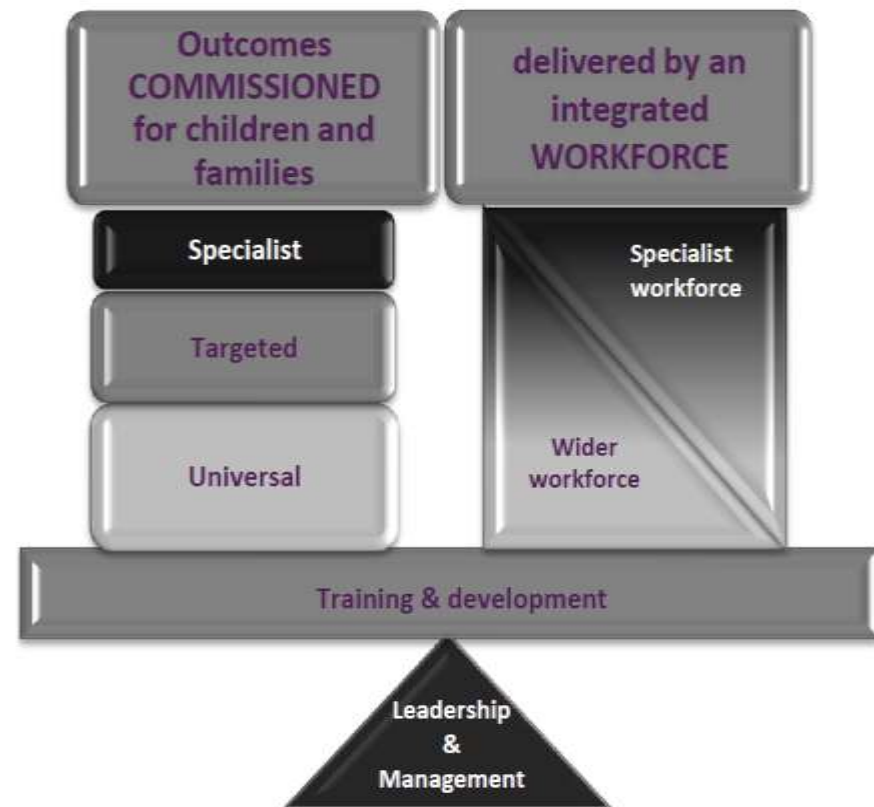 Outcomes
COMMISSIONED
for children and
families
delivered by an
integrated
WORKFORCE
Specialist
Targeted
Universal
Specialist
workforce
Wider
workforce
Training & development
Leadership
&
Management